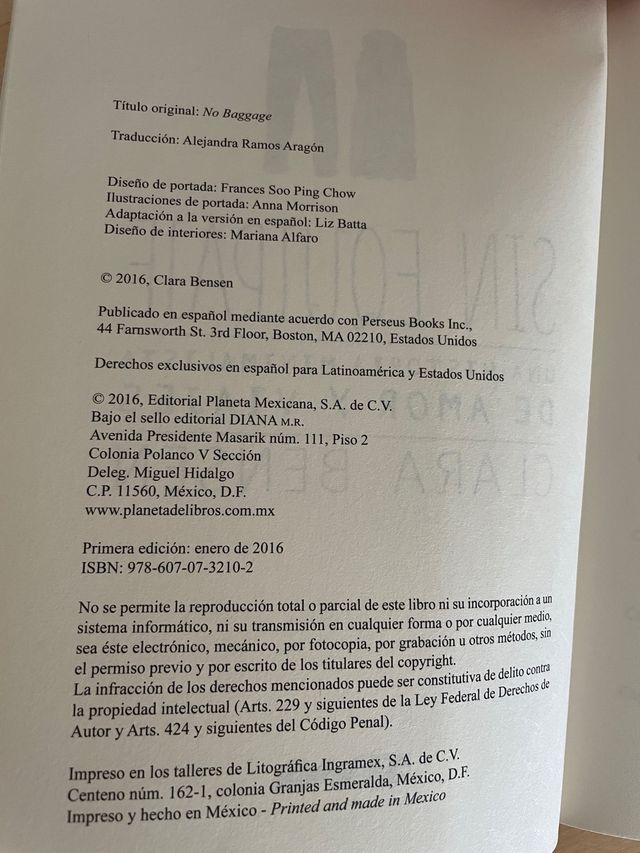 Título original: No Baggage
Traducción: Alejandra Ramos Aragón
Diseño de portada: Frances Soo Ping Chow
Ilustraciones de portada: Anna Morrison
Adaptación a la versión en español: Liz Batta
Diseño de interiores: Mariana Alfaro
© 2016, Clara Bensen
Publicado en español mediante acuerdo con Perseus Books Inc.,
44 Farnsworth St. 3rd Floor, Boston, MA 02210, Estados Unidos
Derechos exclusivos en español para Latinoamérica y Estados Unidos
© 2016, Editorial Planeta Mexicana, S.A. de C.V.
Bajo el sello editorial DIANA M.R.
Avenida Presidente Masarik núm. 111, Piso 2
Colonia Polanco V Sección
Deleg. Miguel Hidalgo
C.P. 11560, México, D.F.
www.planetadelibros.com.mx
Primera edición: enero de 2016
ISBN: 978-607-07-3210-2
No se permite la reproducción total o parcial de este libro ni su incorporación a un
sistema informático, ni su transmisión en cualquier forma o por cualquier medio,
sea éste electrónico, mecánico, por fotocopia, por grabación u otros métodos, sin
el permiso previo y por escrito de los titulares del copyright.
La infracción de los derechos mencionados puede ser constitutiva de delito contra
la propiedad intelectual (Arts. 229 y siguientes de la Ley Federal de Derechos de
Autor y Arts. 424 y siguientes del Código Penal).
Impreso en los talleres de Litográfica Ingramex, S.A. de C.V.
Centeno núm. 162-1, colonia Granjas Esmeralda, México, D.F.
Impreso y hecho en México - Printed and made in Mexico